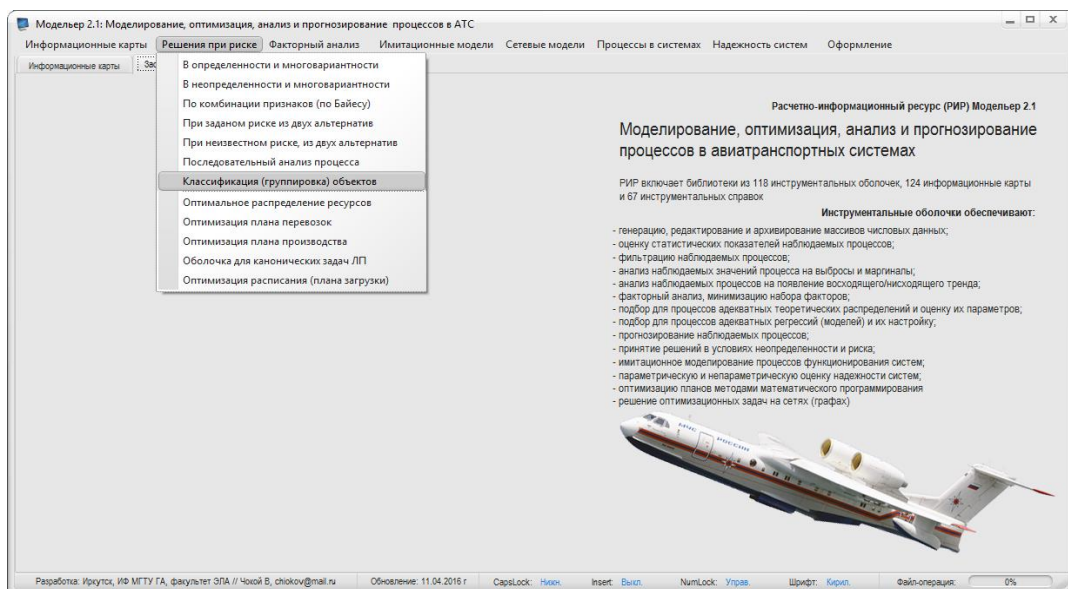 Модельер 2.1: Моделирование, оптимизация, анализ и прогнозирование процессов в АТС
Информационные карты Решения при риске Факторный анализ Имитационные модели Сетевые модели Процессы в системах Надежность систем Оформление
Информационные карты
В определенности и многовариантности
В неопределенности и многовариантности
По комбинации признаков (по Байесу)
При заданом риске из двух альтернатив
При неизвестном риске, из двух альтернатив
Последовательный анализ процесса
Классификация (группировка) объектов
Оптимальное распределение ресурсов
Оптимизация плана перевозок
Оптимизация плана производства
Оболочка для канонических задач ЛП
Оптимизация расписания (плана загрузки)
Расчетно-информационный ресурс (РИР) Модельер 2.1
Моделирование, оптимизация, анализ и прогнозирование
процессов в авиатранспортных системах
РИР включает библиотеки из 118 инструментальных оболочек, 124 информационные карты
и 67 инструментальных справок
Инструментальные оболочки обеспечивают:
- генерацию, редактирование и архивирование массивов числовых данных;
- оценку статистических показателей наблюдаемых процессов;
- фильтрацию наблюдаемых процессов;
- анализ наблюдаемых значений процесса на выбросы и маргиналы;
- анализ наблюдаемых процессов на появление восходящего/нисходящего тренда;
- факторный анализ, минимизацию набора факторов;
- подбор для процессов адекватных теоретических распределений и оценку их параметров;
- подбор для процессов адекватных регрессий (моделей) и их настройку;
- прогнозирование наблюдаемых процессов;
- принятие решений в условиях неопределенности и риска;
- имитационное моделирование процессов функционирования систем;
- параметрическую и непараметрическую оценку надежности систем;
- оптимизацию планов методами математического программирования
- решение оптимизационных задач на сетях (графах)
МЧС РОССИИ
Разработка: Иркутск, ИФ МГТУ ГА, факультет ЭЛА // Чокой В, chiokov@mail.ru Обновление: 11.04.2016 г CapsLock: Нижн. Insert: Выкл. NumLock: Управ. Шрифт: Кирил. Файл-операция: 0%